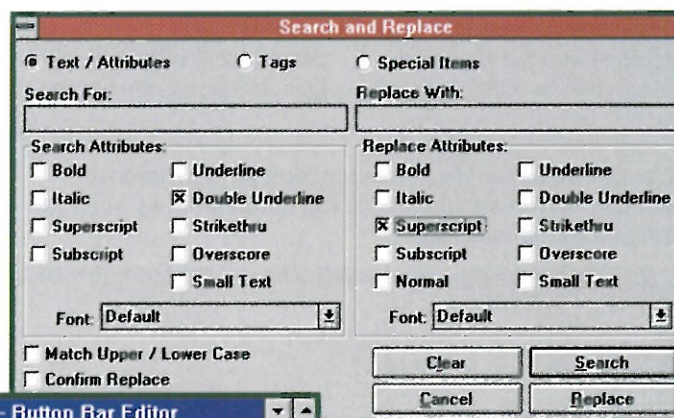 Search and Replace
Text / Attributes Tags Special Items
Search For: Replace With:
Search Attributes: Replace Attributes:
Bold Underline Bold Underline
Italic Double Underline Italic Double Underline
Superscript Strikethru Superscript Strikethru
Subscript Overscore Subscript Overscore
Small Text Normal Small Text
Font: Default Font: Default
Match Upper / Lower Case Clear Search
Confirm Replace Cancel Replace
- Button Bar Editor